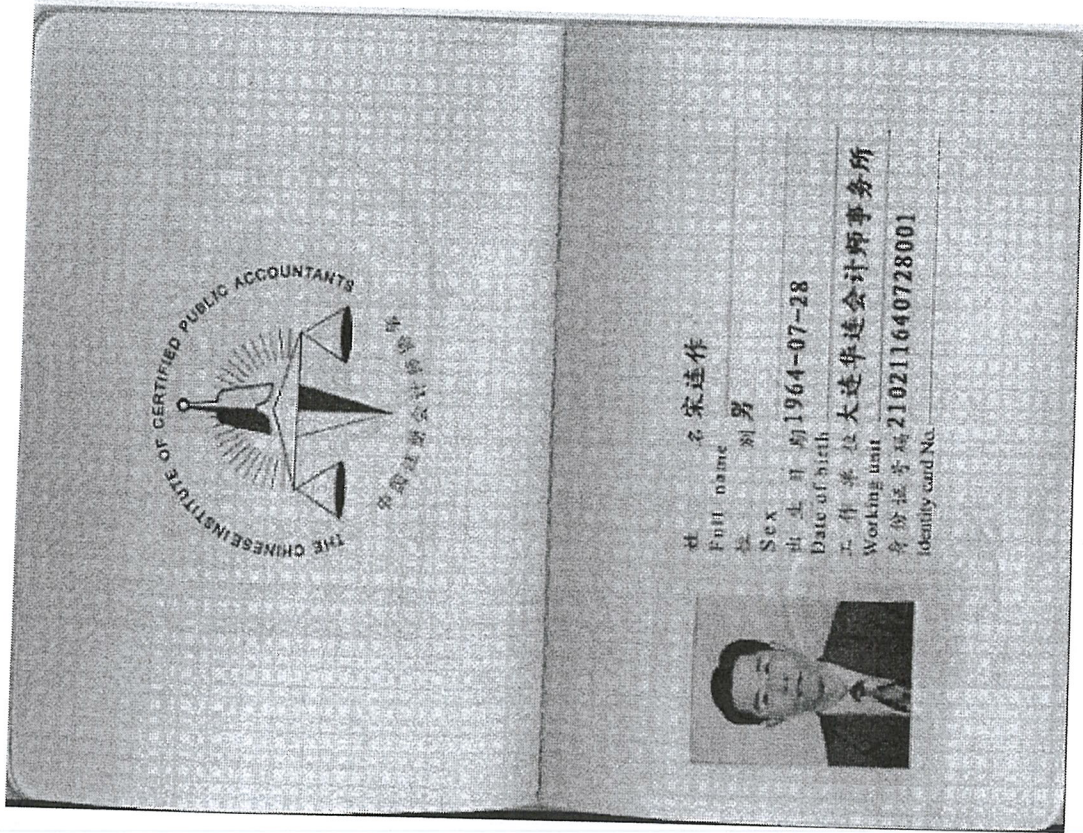 THE CHINESE INSTITUTE OF CERTIFIED PUBLIC ACCOUNTANTS
中国注册会计师协会
姓名 宋连作
Full name
性别 男
Sex
出生日期 1964-07-28
Date of birth
工作单位 大连华连会计师事务所
Working unit
身份证号码 210211640728001
Identity card No.